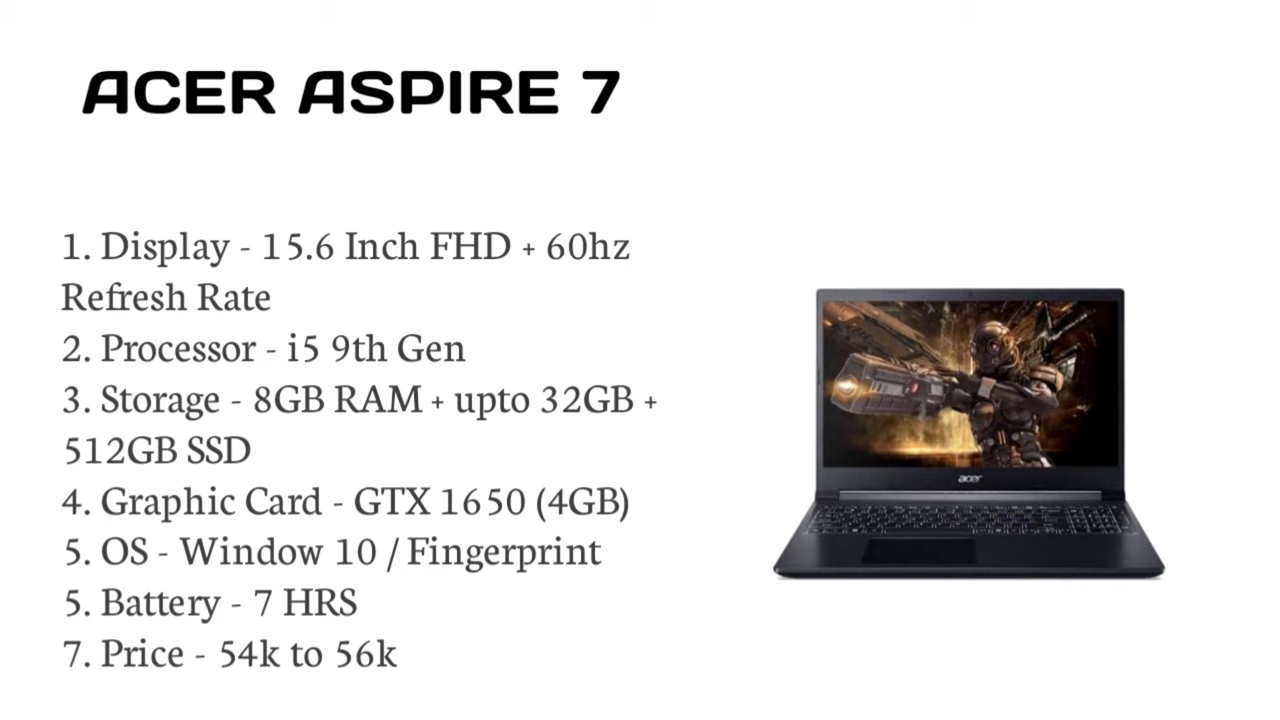 ACER ASPIRE 7
1. Display - 15.6 Inch FHD + 60hz
Refresh Rate
2. Processor - i5 9th Gen
3. Storage - 8GB RAM + upto 32GB +
512GB SSD
4. Graphic Card - GTX 1650 (4GB)
5. OS - Window 10 / Fingerprint
5. Battery - 7 HRS
7. Price - 54k to 56k
acer